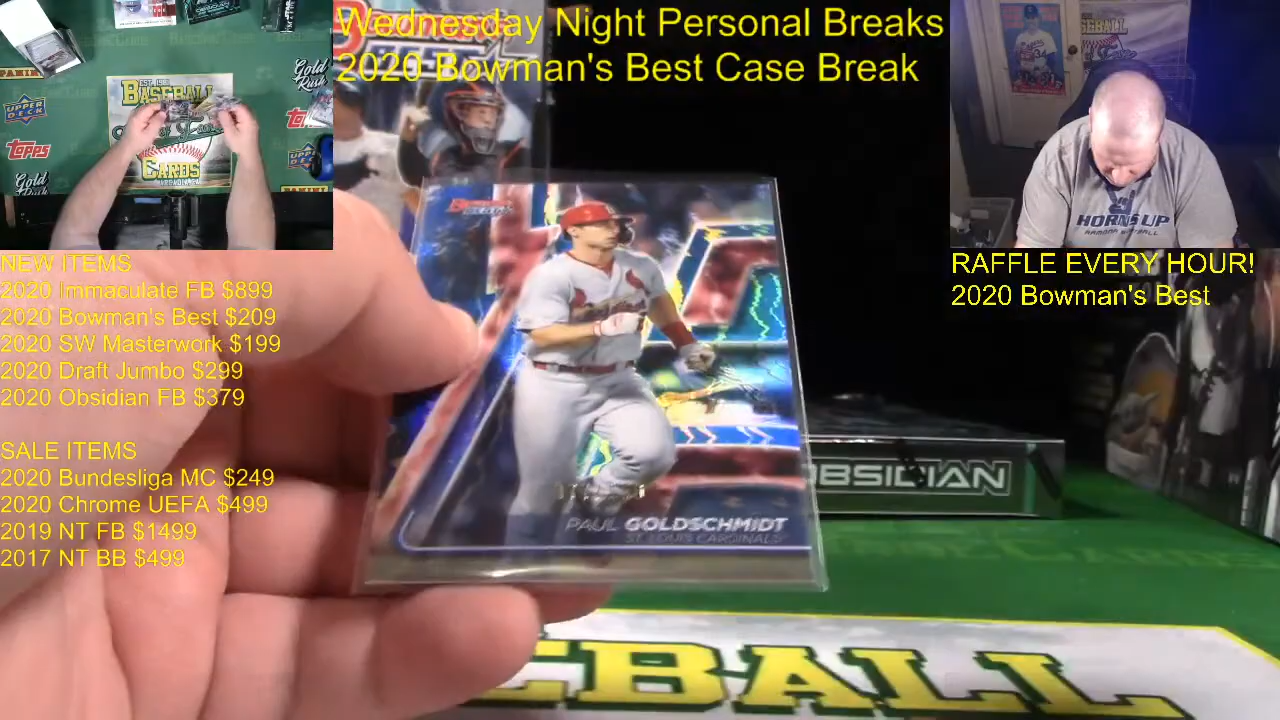 Wednesday Night Personal Breaks
2020 Bowman's Best Case Break
NEW ITEMS
2020 Immaculate FB $899
2020 Bowman's Best $209
2020 SW Masterwork $199
2020 Draft Jumbo $299
2020 Obsidian FB $379
SALE ITEMS
2020 Bundesliga MC $249
2020 Chrome UEFA $499
2019 NT FB $1499
2017 NT BB $499
RAFFLE EVERY HOUR!
2020 Bowman's Best
PAUL GOLDSCHMIDT
ST. LOUIS CARDINALS
OBSIDIAN
BASEBALL
CARDS
PANINI
UPPER DECK
Topps
Gold
Gold Rush
HORNS UP
RAMONA